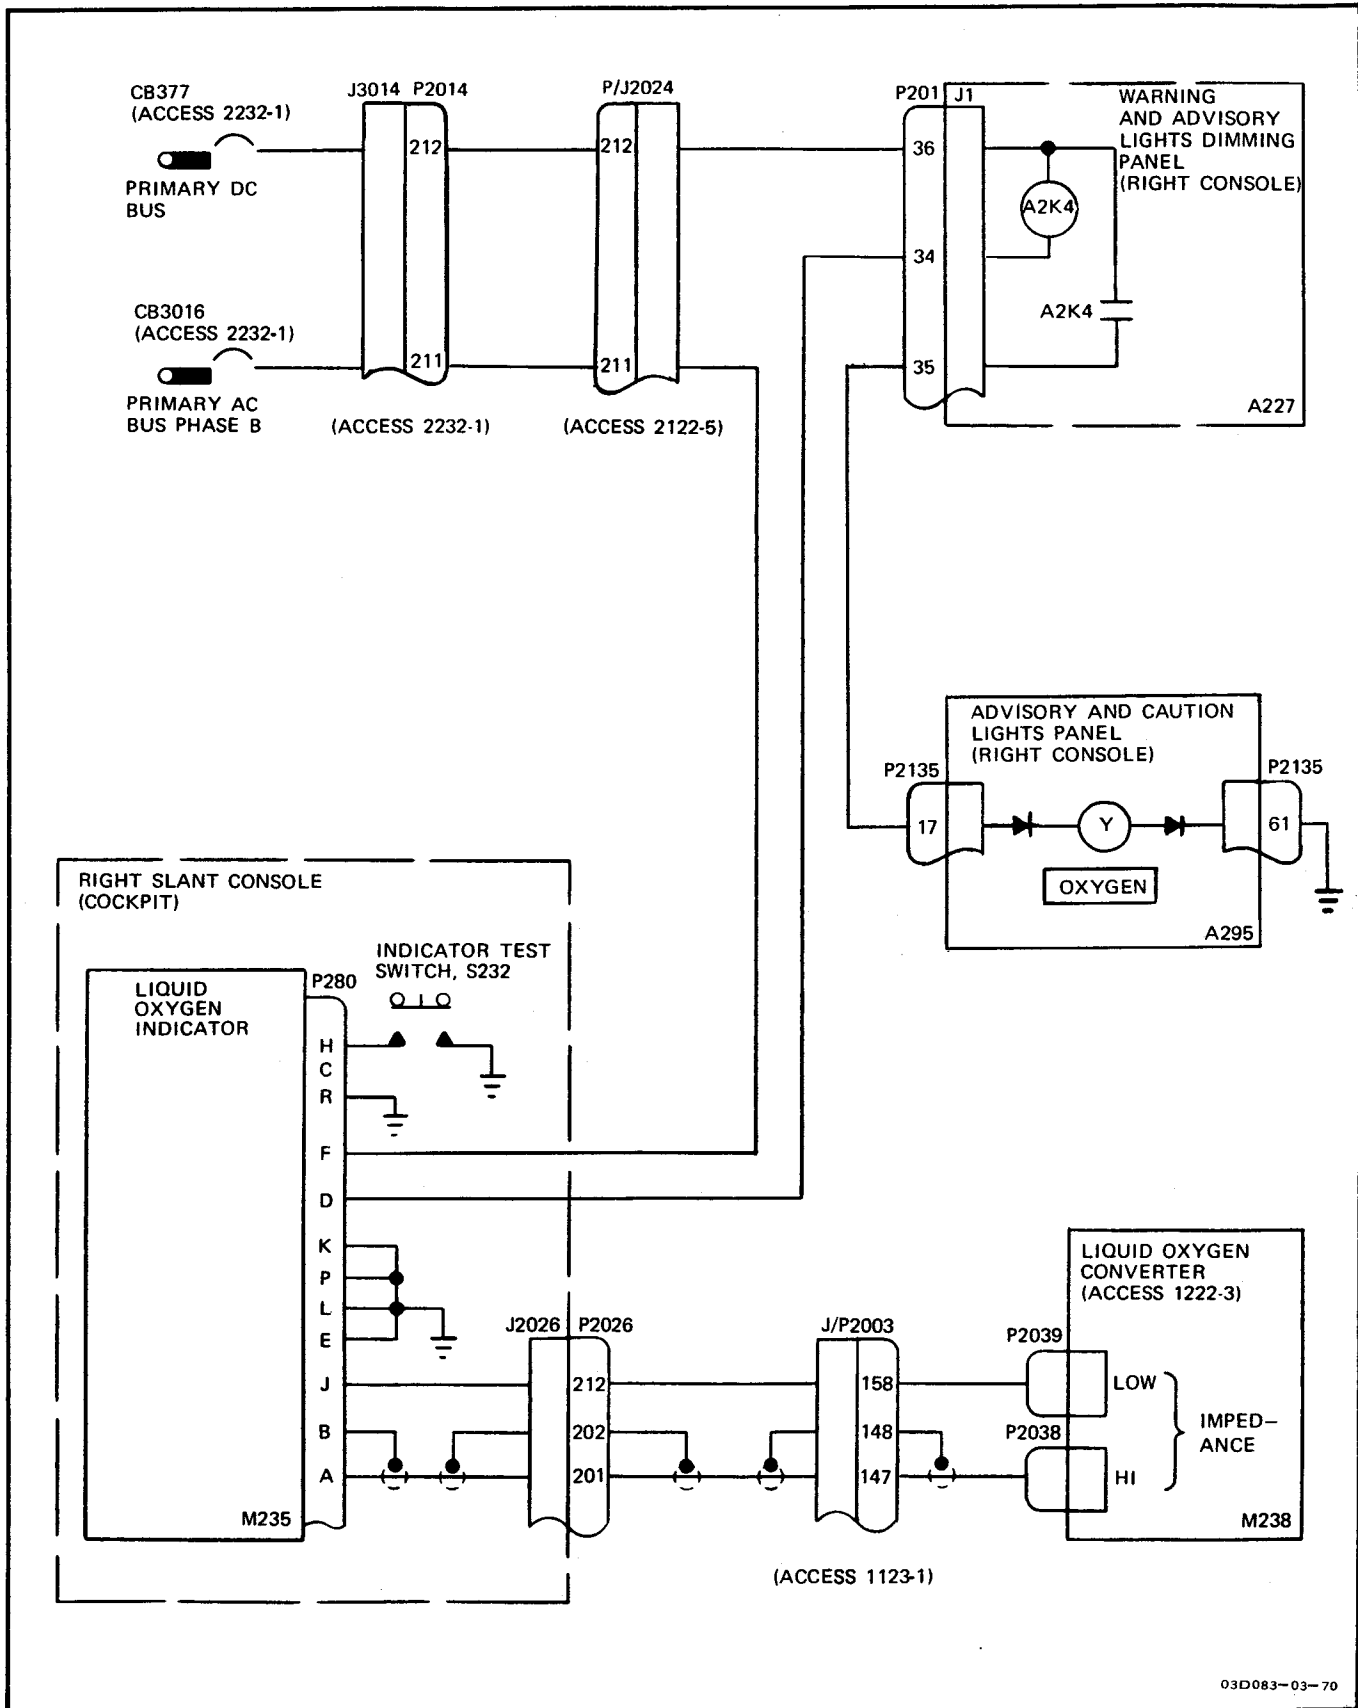 CB377
(ACCESS 2232-1)
PRIMARY DC
BUS
J3014 P2014
212
P/J2024
212
P201 J1
36
34
35
WARNING
AND ADVISORY
LIGHTS DIMMING
PANEL
(RIGHT CONSOLE)
A2K4
A2K4
A227
CB3016
(ACCESS 2232-1)
PRIMARY AC
BUS PHASE B
211
(ACCESS 2232-1)
211
(ACCESS 2122-5)
ADVISORY AND CAUTION
LIGHTS PANEL
(RIGHT CONSOLE)
P2135
17
Y
OXYGEN
P2135
61
A295
RIGHT SLANT CONSOLE
(COCKPIT)
INDICATOR TEST
SWITCH, S232
LIQUID
OXYGEN
INDICATOR
P280
H
C
R
F
D
K
P
L
E
J
B
A
M235
J2026 P2026
212
202
201
J/P2003
158
148
147
(ACCESS 1123-1)
LIQUID OXYGEN
CONVERTER
(ACCESS 1222-3)
P2039
LOW
P2038
HI
IMPED-
ANCE
M238
03D083-03-70